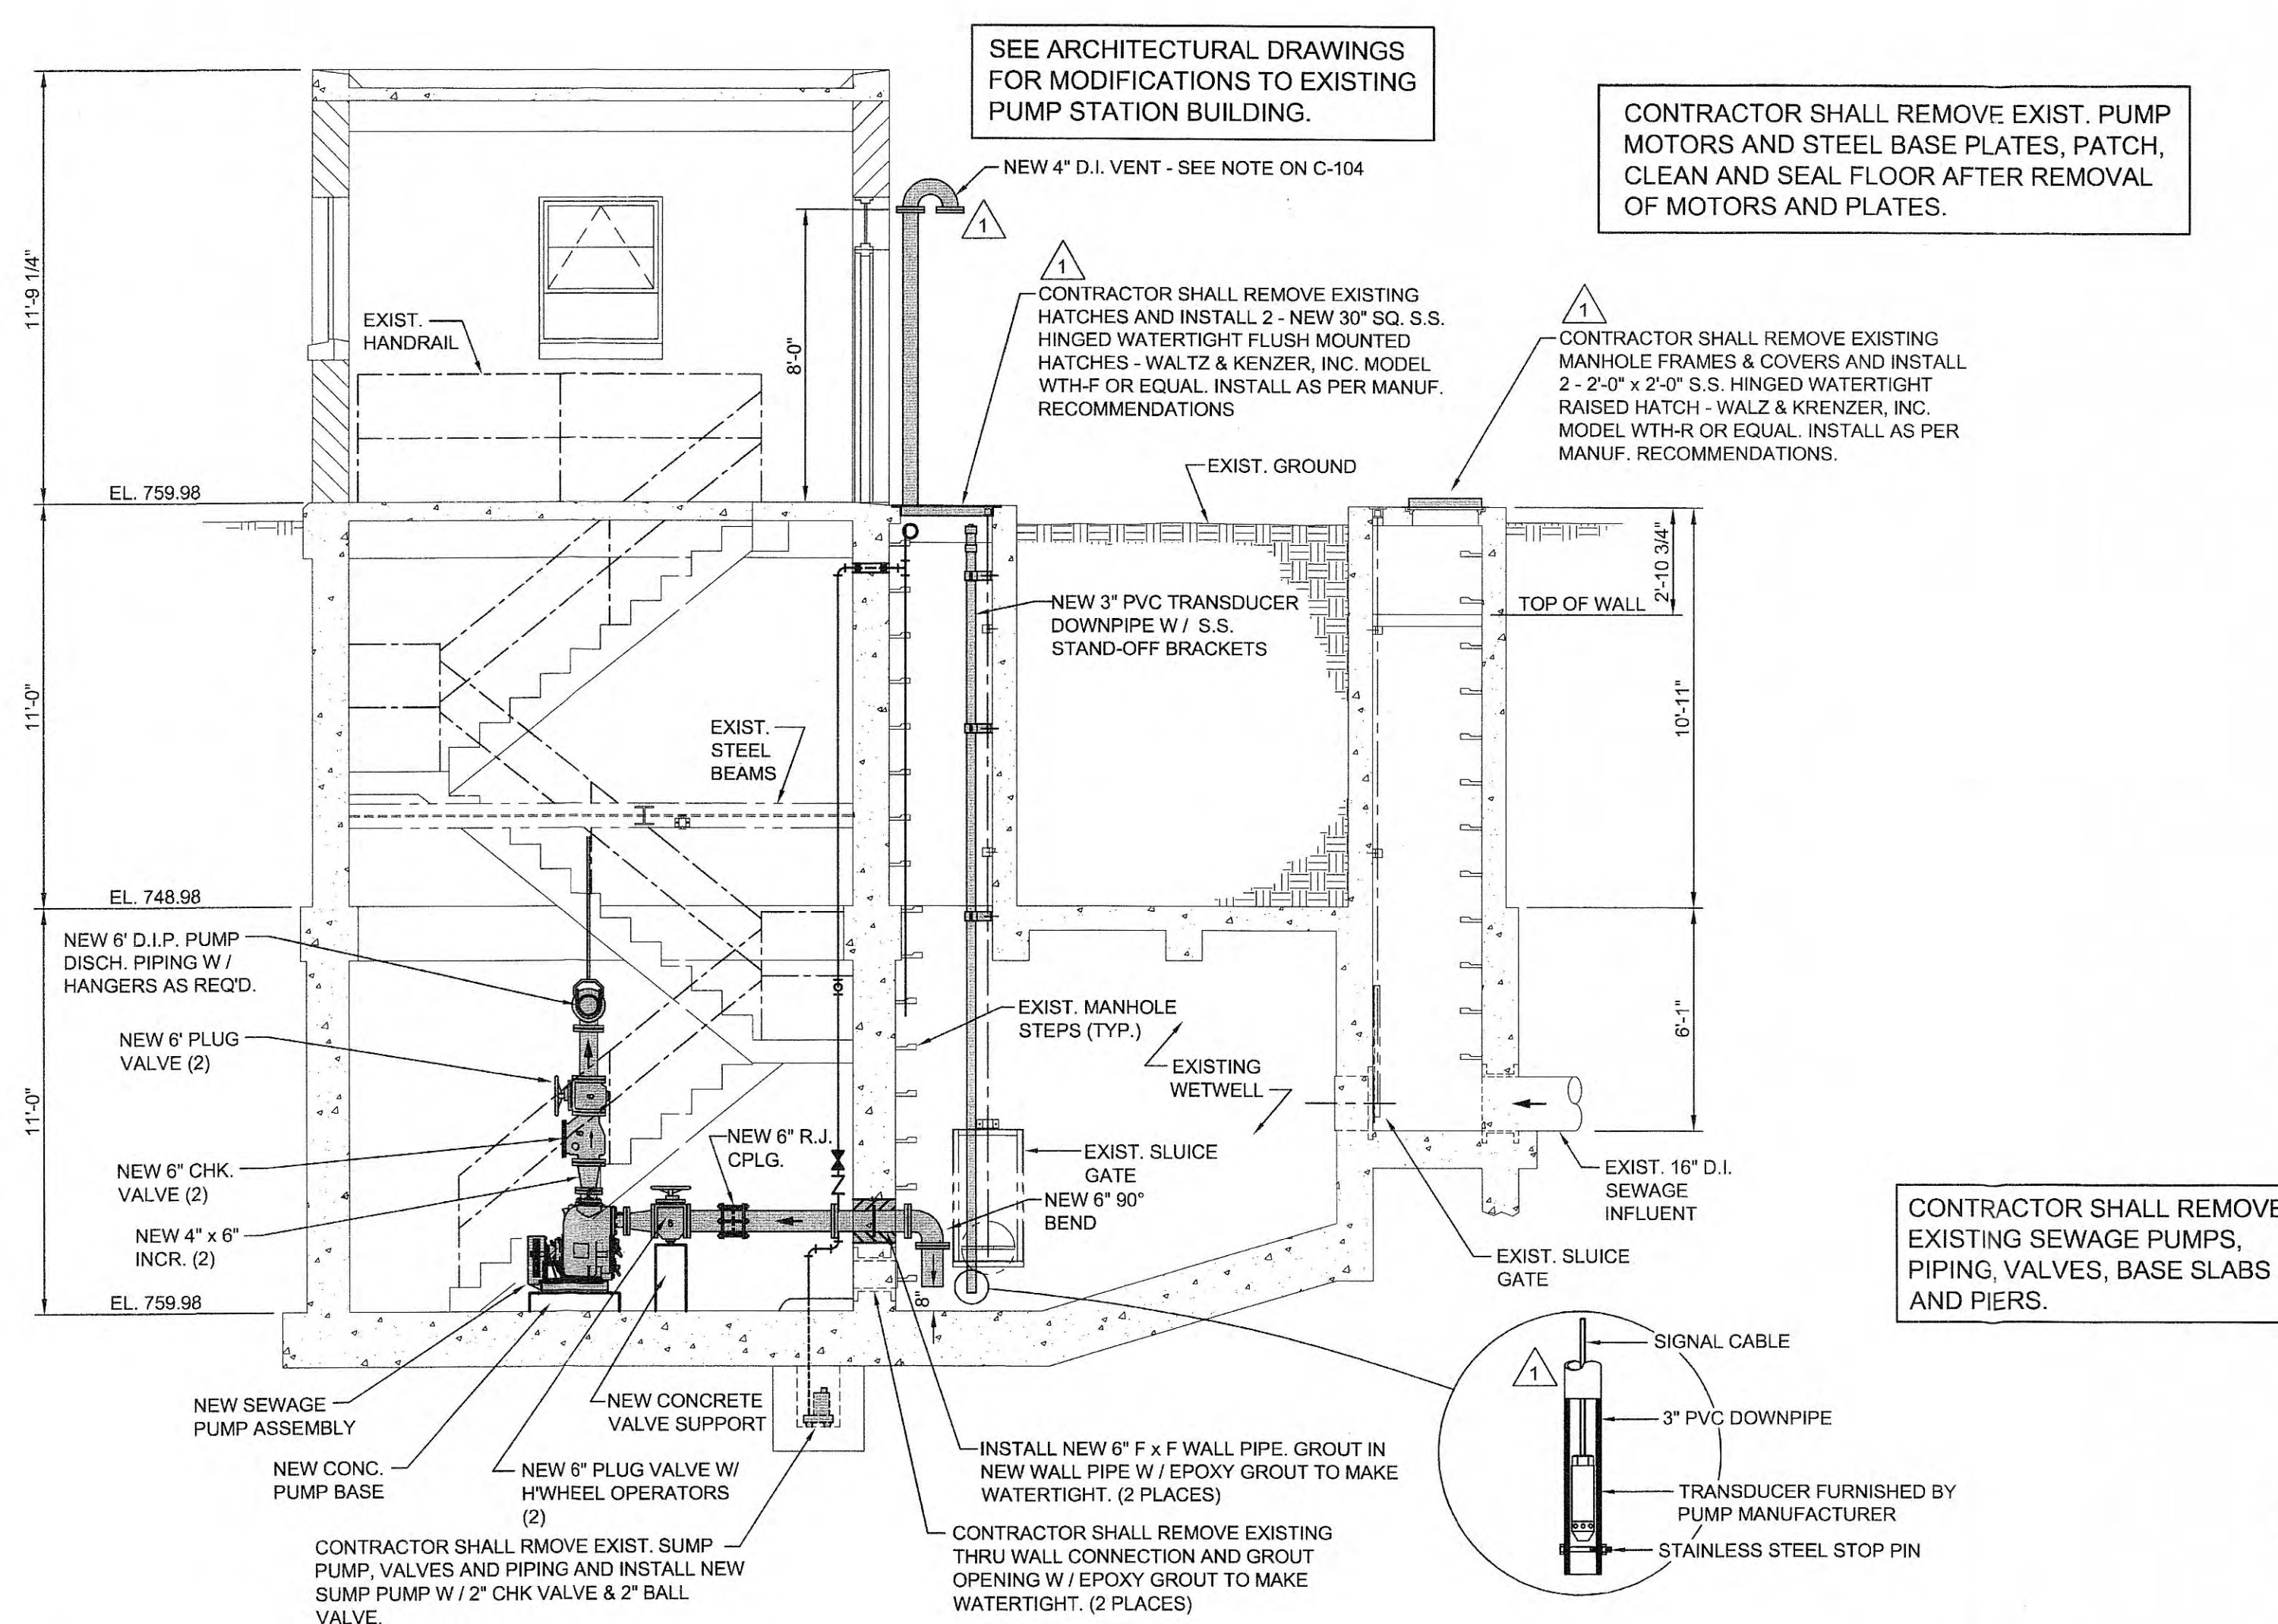 SEE ARCHITECTURAL DRAWINGS
FOR MODIFICATIONS TO EXISTING
PUMP STATION BUILDING.
CONTRACTOR SHALL REMOVE EXIST. PUMP
MOTORS AND STEEL BASE PLATES, PATCH,
CLEAN AND SEAL FLOOR AFTER REMOVAL
OF MOTORS AND PLATES.
NEW 4" D.I. VENT - SEE NOTE ON C-104
1
1
CONTRACTOR SHALL REMOVE EXISTING
HATCHES AND INSTALL 2 - NEW 30" SQ. S.S.
HINGED WATERTIGHT FLUSH MOUNTED
HATCHES - WALTZ & KENZER, INC. MODEL
WTH-F OR EQUAL. INSTALL AS PER MANUF.
RECOMMENDATIONS
1
CONTRACTOR SHALL REMOVE EXISTING
MANHOLE FRAMES & COVERS AND INSTALL
2 - 2'-0" x 2'-0" S.S. HINGED WATERTIGHT
RAISED HATCH - WALZ & KRENZER, INC.
MODEL WTH-R OR EQUAL. INSTALL AS PER
MANUF. RECOMMENDATIONS.
11'-9 1/4"
EXIST.
HANDRAIL
8'-0"
EXIST. GROUND
EL. 759.98
2'-10 3/4"
TOP OF WALL
NEW 3" PVC TRANSDUCER
DOWNPIPE W / S.S.
STAND-OFF BRACKETS
11'-0"
10'-11"
EXIST.
STEEL
BEAMS
EL. 748.98
NEW 6' D.I.P. PUMP
DISCH. PIPING W /
HANGERS AS REQ'D.
EXIST. MANHOLE
STEPS (TYP.)
6'-1"
NEW 6' PLUG
VALVE (2)
EXISTING
WETWELL
11'-0"
NEW 6" R.J.
CPLG.
EXIST. SLUICE
GATE
NEW 6" CHK.
VALVE (2)
EXIST. 16" D.I.
SEWAGE
INFLUENT
NEW 6" 90°
BEND
NEW 4" x 6"
INCR. (2)
EXIST. SLUICE
GATE
CONTRACTOR SHALL REMOVE
EXISTING SEWAGE PUMPS,
PIPING, VALVES, BASE SLABS
AND PIERS.
EL. 759.98
8"
SIGNAL CABLE
1
NEW SEWAGE
PUMP ASSEMBLY
NEW CONCRETE
VALVE SUPPORT
3" PVC DOWNPIPE
NEW CONC.
PUMP BASE
NEW 6" PLUG VALVE W/
H'WHEEL OPERATORS
(2)
INSTALL NEW 6" F x F WALL PIPE. GROUT IN
NEW WALL PIPE W / EPOXY GROUT TO MAKE
WATERTIGHT. (2 PLACES)
TRANSDUCER FURNISHED BY
PUMP MANUFACTURER
STAINLESS STEEL STOP PIN
CONTRACTOR SHALL RMOVE EXIST. SUMP
PUMP, VALVES AND PIPING AND INSTALL NEW
SUMP PUMP W / 2" CHK VALVE & 2" BALL
VALVE.
CONTRACTOR SHALL REMOVE EXISTING
THRU WALL CONNECTION AND GROUT
OPENING W / EPOXY GROUT TO MAKE
WATERTIGHT. (2 PLACES)